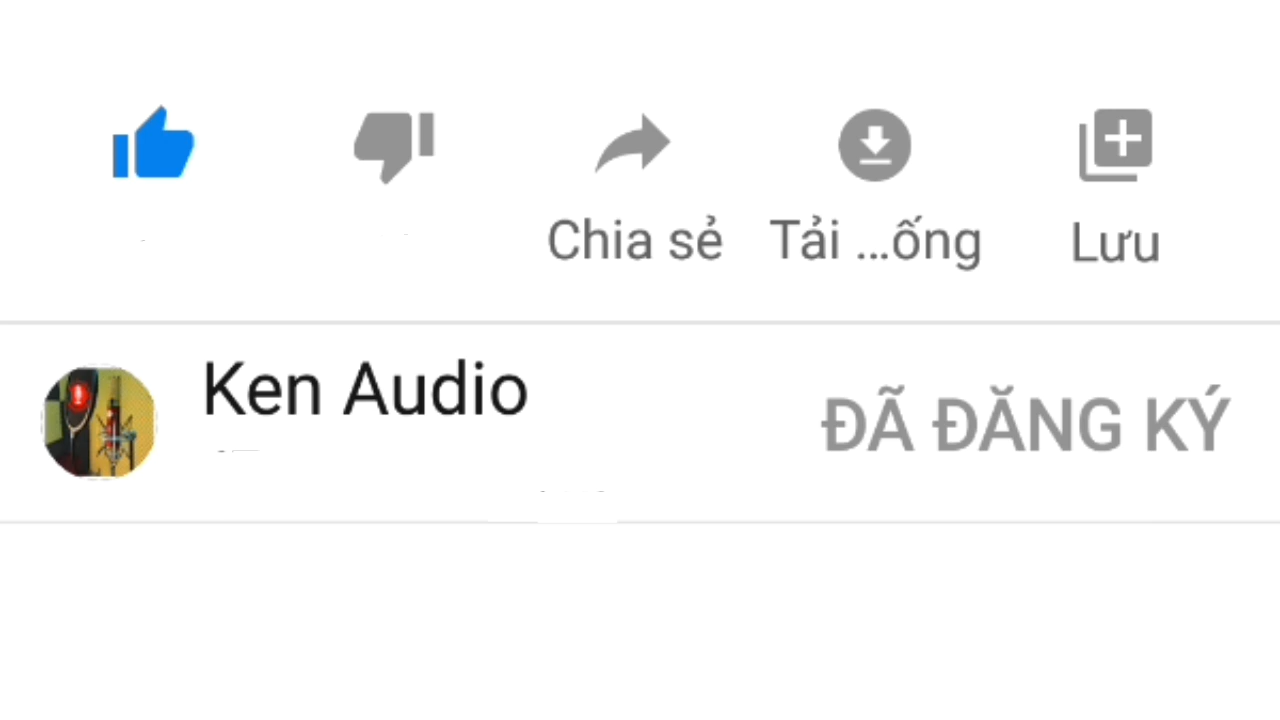 Chia sẻ Tải ...ống Lưu
Ken Audio
ĐÃ ĐĂNG KÝ